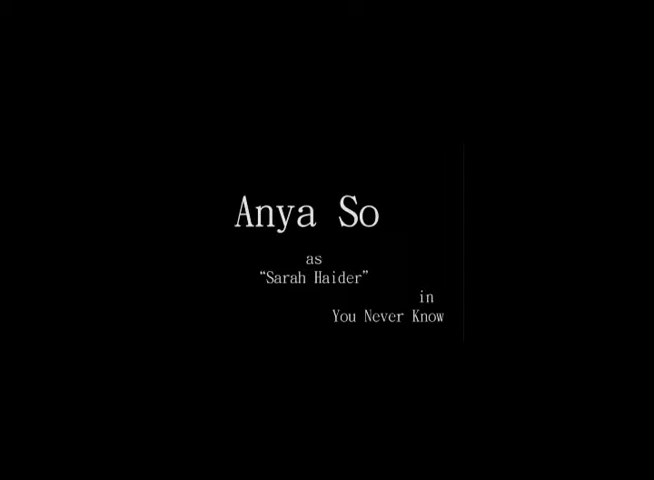 Anya So
as
“Sarah Haider”
in
You Never Know